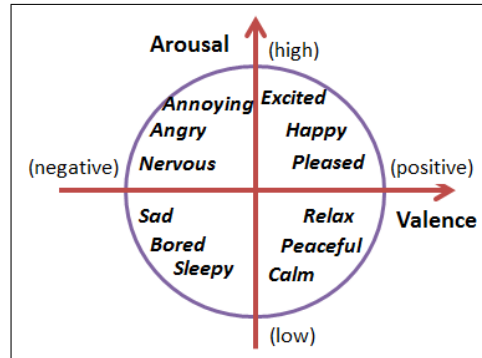 Arousal (high)
Annoying Excited
Angry Happy
Nervous Pleased
(negative) (positive)
Sad Relax Valence
Bored Peaceful
Sleepy Calm
(low)